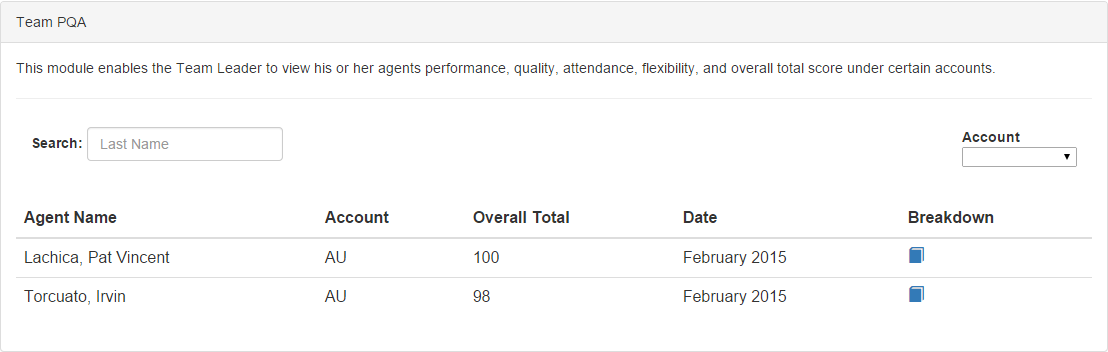 Team PQA
This module enables the Team Leader to view his or her agents performance, quality, attendance, flexibility, and overall total score under certain accounts.
Search: Last Name
Account
Agent Name Account Overall Total Date Breakdown
Lachica, Pat Vincent AU 100 February 2015
Torcuato, Irvin AU 98 February 2015